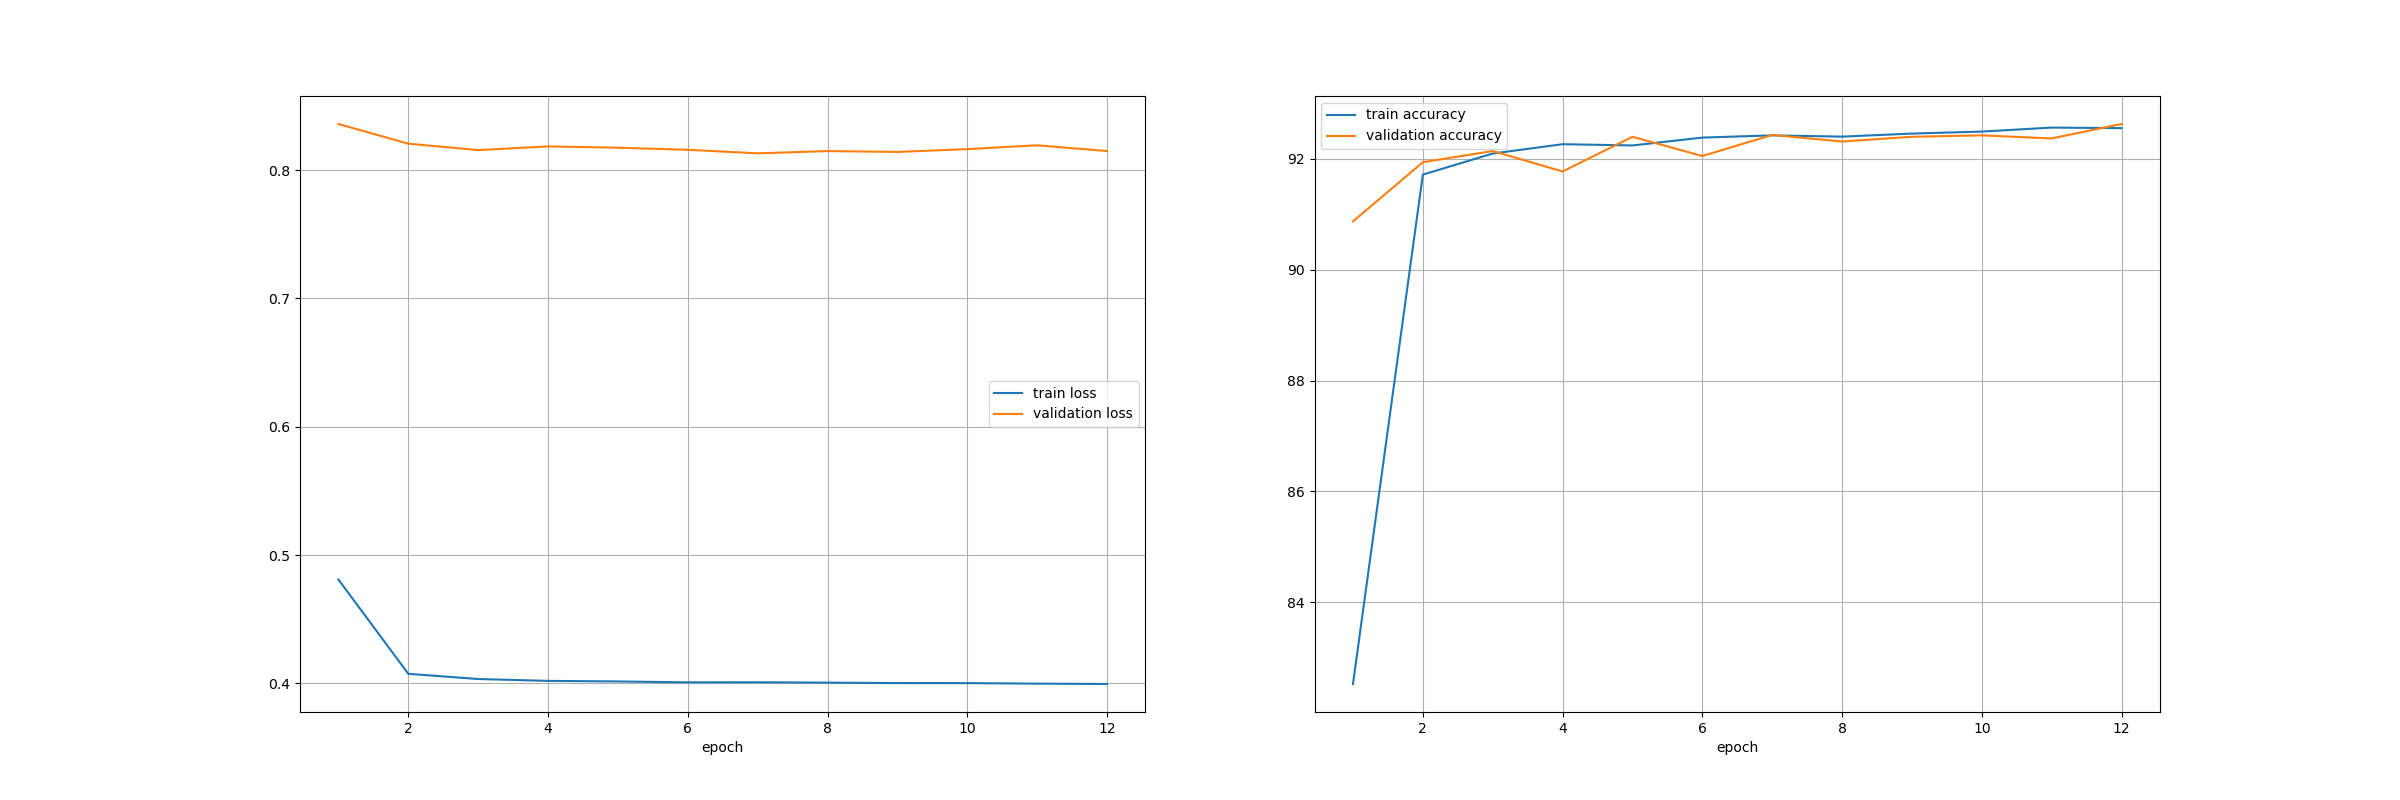 0.8
0.7
0.6
0.5
0.4
2 4 6 8 10 12
epoch
train loss
validation loss
92
90
88
86
84
2 4 6 8 10 12
epoch
train accuracy
validation accuracy